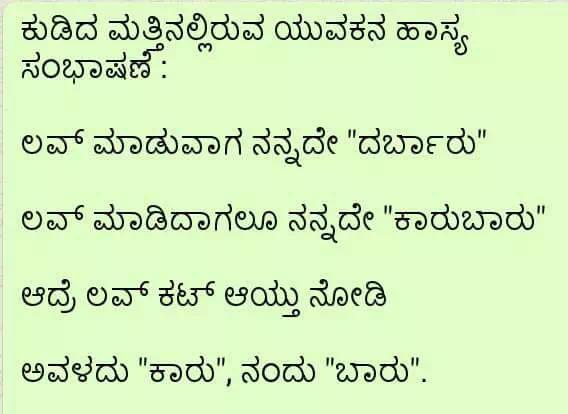 ಕುಡಿದ ಮತ್ತಿನಲ್ಲಿರುವ ಯುವಕನ ಹಾಸ್ಯ
ಸಂಭಾಷಣೆ :
ಲವ್ ಮಾಡುವಾಗ ನನ್ನದೇ "ದರ್ಬಾರು"
ಲವ್ ಮಾಡಿದಾಗಲೂ ನನ್ನದೇ "ಕಾರುಬಾರು"
ಆದ್ರೆ ಲವ್ ಕಟ್ ಆಯ್ತು ನೋಡಿ
ಅವಳದು "ಕಾರು", ನಂದು "ಬಾರು".